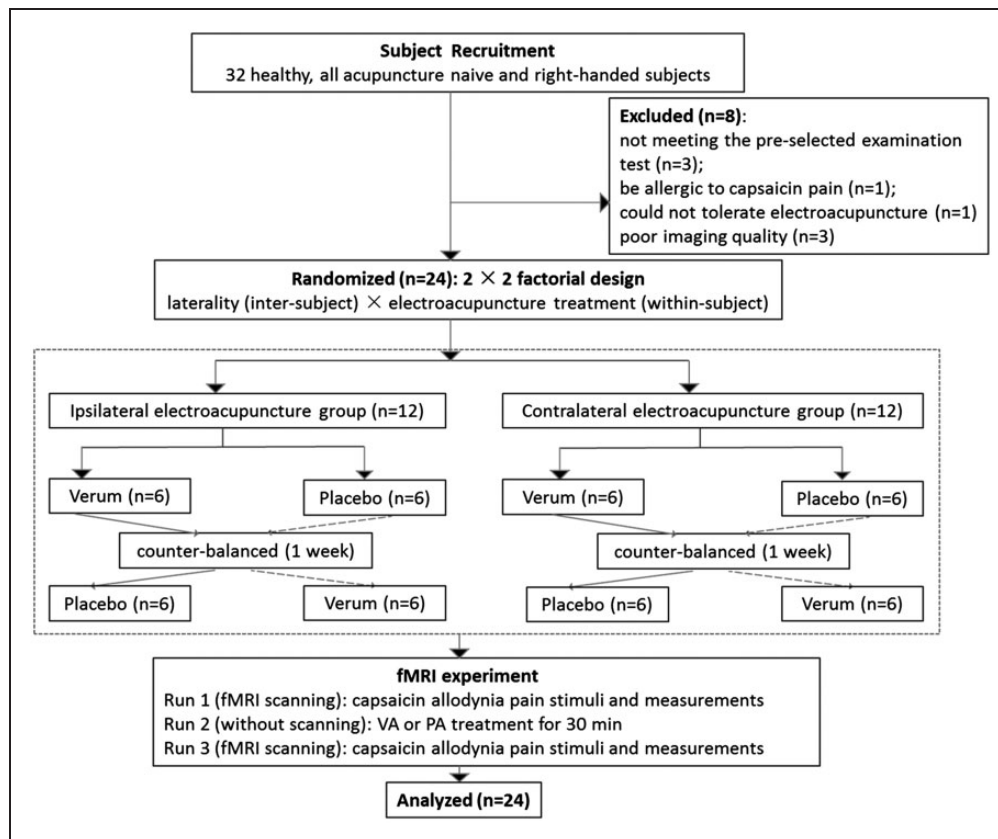 Subject Recruitment
32 healthy, all acupuncture naive and right-handed subjects
Excluded (n=8):
not meeting the pre-selected examination
test (n=3);
be allergic to capsaicin pain (n=1);
could not tolerate electroacupuncture (n=1)
poor imaging quality (n=3)
Randomized (n=24): 2 × 2 factorial design
laterality (inter-subject) × electroacupuncture treatment (within-subject)
Ipsilateral electroacupuncture group (n=12)
Contralateral electroacupuncture group (n=12)
Verum (n=6)
Placebo (n=6)
Verum (n=6)
Placebo (n=6)
counter-balanced (1 week)
counter-balanced (1 week)
Placebo (n=6)
Verum (n=6)
Placebo (n=6)
Verum (n=6)
fMRI experiment
Run 1 (fMRI scanning): capsaicin allodynia pain stimuli and measurements
Run 2 (without scanning): VA or PA treatment for 30 min
Run 3 (fMRI scanning): capsaicin allodynia pain stimuli and measurements
Analyzed (n=24)